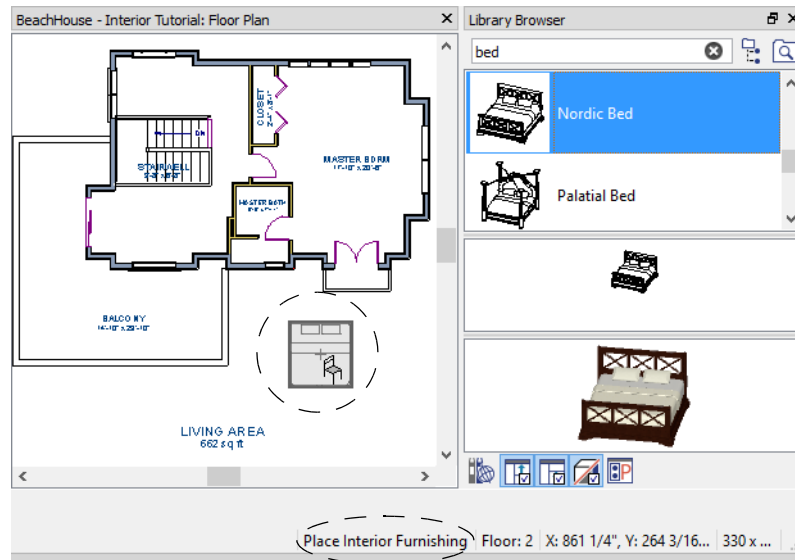 BeachHouse - Interior Tutorial: Floor Plan
Library Browser
bed
Nordic Bed
Palatial Bed
CLOSET
STAIRWELL
DN
MASTER BDRM
MASTER BATH
BALCONY
LIVING AREA
662 sq ft
P
Place Interior Furnishing
Floor: 2
X: 861 1/4", Y: 264 3/16...
330 x ...